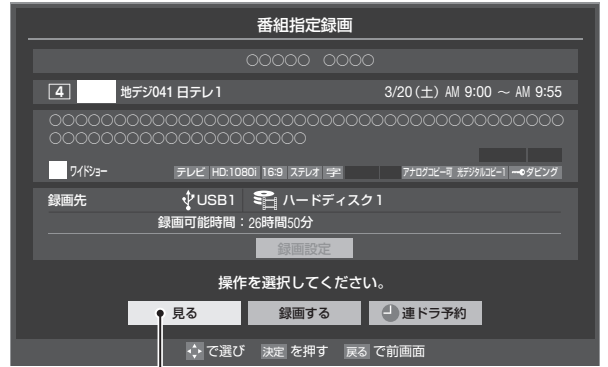 番組指定録画
○○○○○ ○○○○
4 地デジ041 日テレ1 3/20(土) AM 9:00 ~ AM 9:55
○○○○○○○○○○○○○○○○○○○○○○○○○○○○○○○○○○○○○○○○
○○○○○○○○○○○○○○○○○○○○
ワイドショー テレビ HD:1080i 16:9 ステレオ 字 アナログコピー可 光デジタルコピー1 ダビング
録画先 USB1 ハードディスク1
録画可能時間:26時間50分
録画設定
操作を選択してください。
見る 録画する 連ドラ予約
で選び 決定 を押す 戻る で前画面